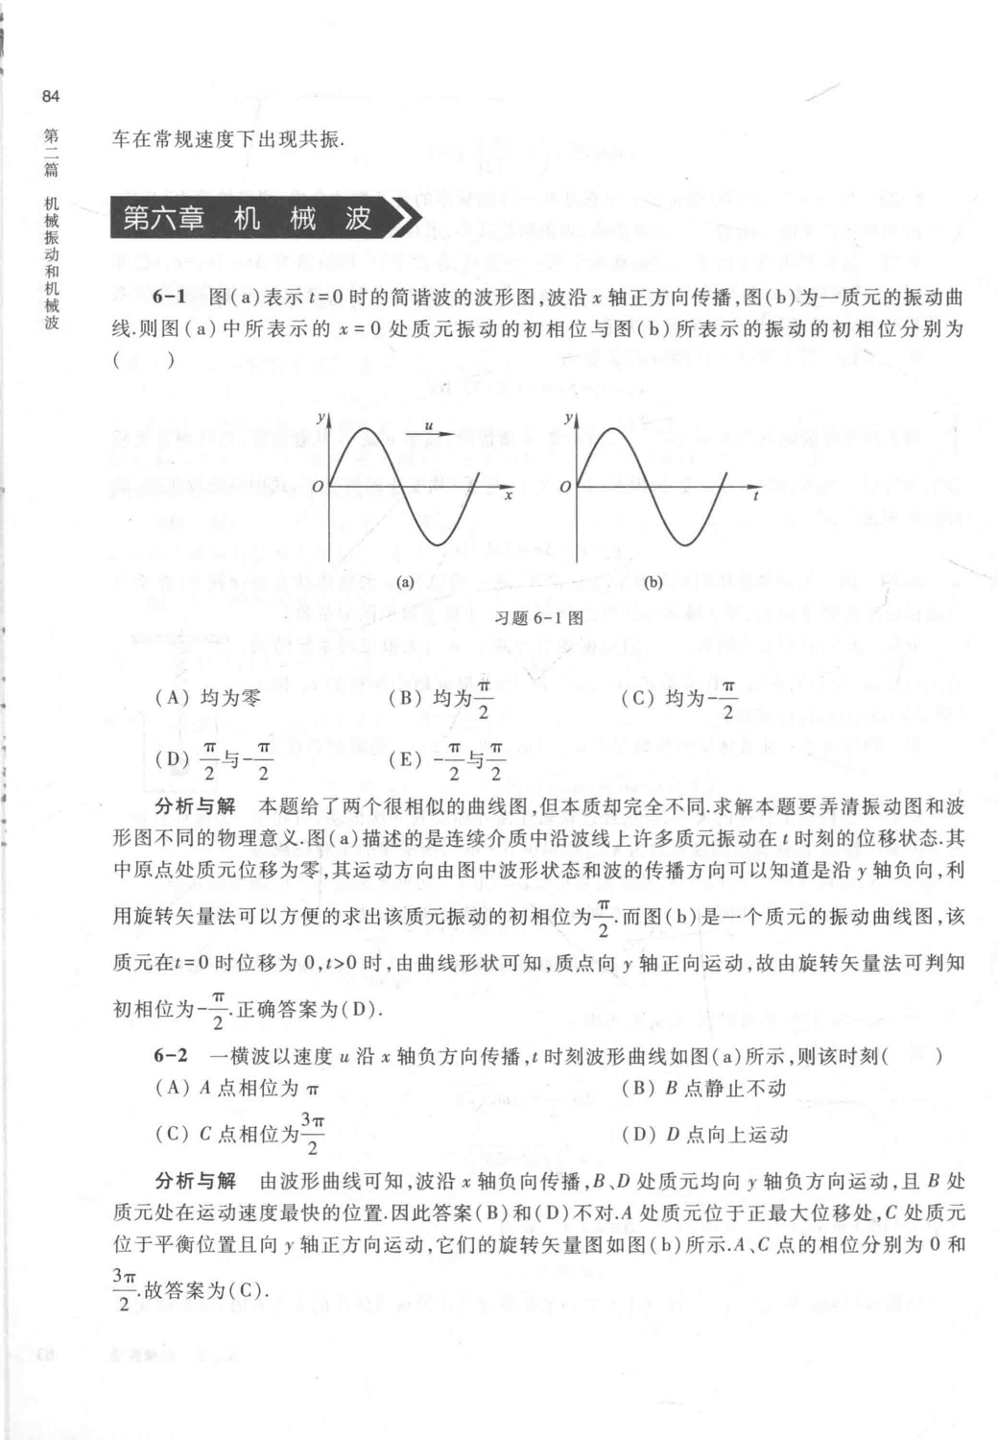 84
第二篇 机械振动和机械波
车在常规速度下出现共振.
第六章 机 械 波
6-1 图(a)表示 t=0 时的简谐波的波形图,波沿 x 轴正方向传播,图(b)为一质元的振动曲
线.则图(a)中所表示的 x=0 处质元振动的初相位与图(b)所表示的振动的初相位分别为
( )
y u O x
y O t
(a) (b)
习题 6-1 图
(A) 均为零 (B) 均为π/2 (C) 均为-π/2
(D) π/2与-π/2 (E) -π/2与π/2
分析与解 本题给了两个很相似的曲线图,但本质却完全不同.求解本题要弄清振动图和波
形图不同的物理意义.图(a)描述的是连续介质中沿波线上许多质元振动在 t 时刻的位移状态.其
中原点处质元位移为零,其运动方向由图中波形状态和波的传播方向可以知道是沿 y 轴负向,利
用旋转矢量法可以方便的求出该质元振动的初相位为π/2.而图(b)是一个质元的振动曲线图,该
质元在t=0 时位移为 0,t>0 时,由曲线形状可知,质点向 y 轴正向运动,故由旋转矢量法可判知
初相位为-π/2.正确答案为(D).
6-2 一横波以速度 u 沿 x 轴负方向传播,t 时刻波形曲线如图(a)所示,则该时刻( )
(A) A 点相位为 π (B) B 点静止不动
(C) C 点相位为3π/2 (D) D 点向上运动
分析与解 由波形曲线可知,波沿 x 轴负向传播,B、D 处质元均向 y 轴负方向运动,且 B 处
质元处在运动速度最快的位置.因此答案(B)和(D)不对.A 处质元位于正最大位移处,C 处质元
位于平衡位置且向 y 轴正方向运动,它们的旋转矢量图如图(b)所示.A、C 点的相位分别为 0 和
3π/2.故答案为(C).